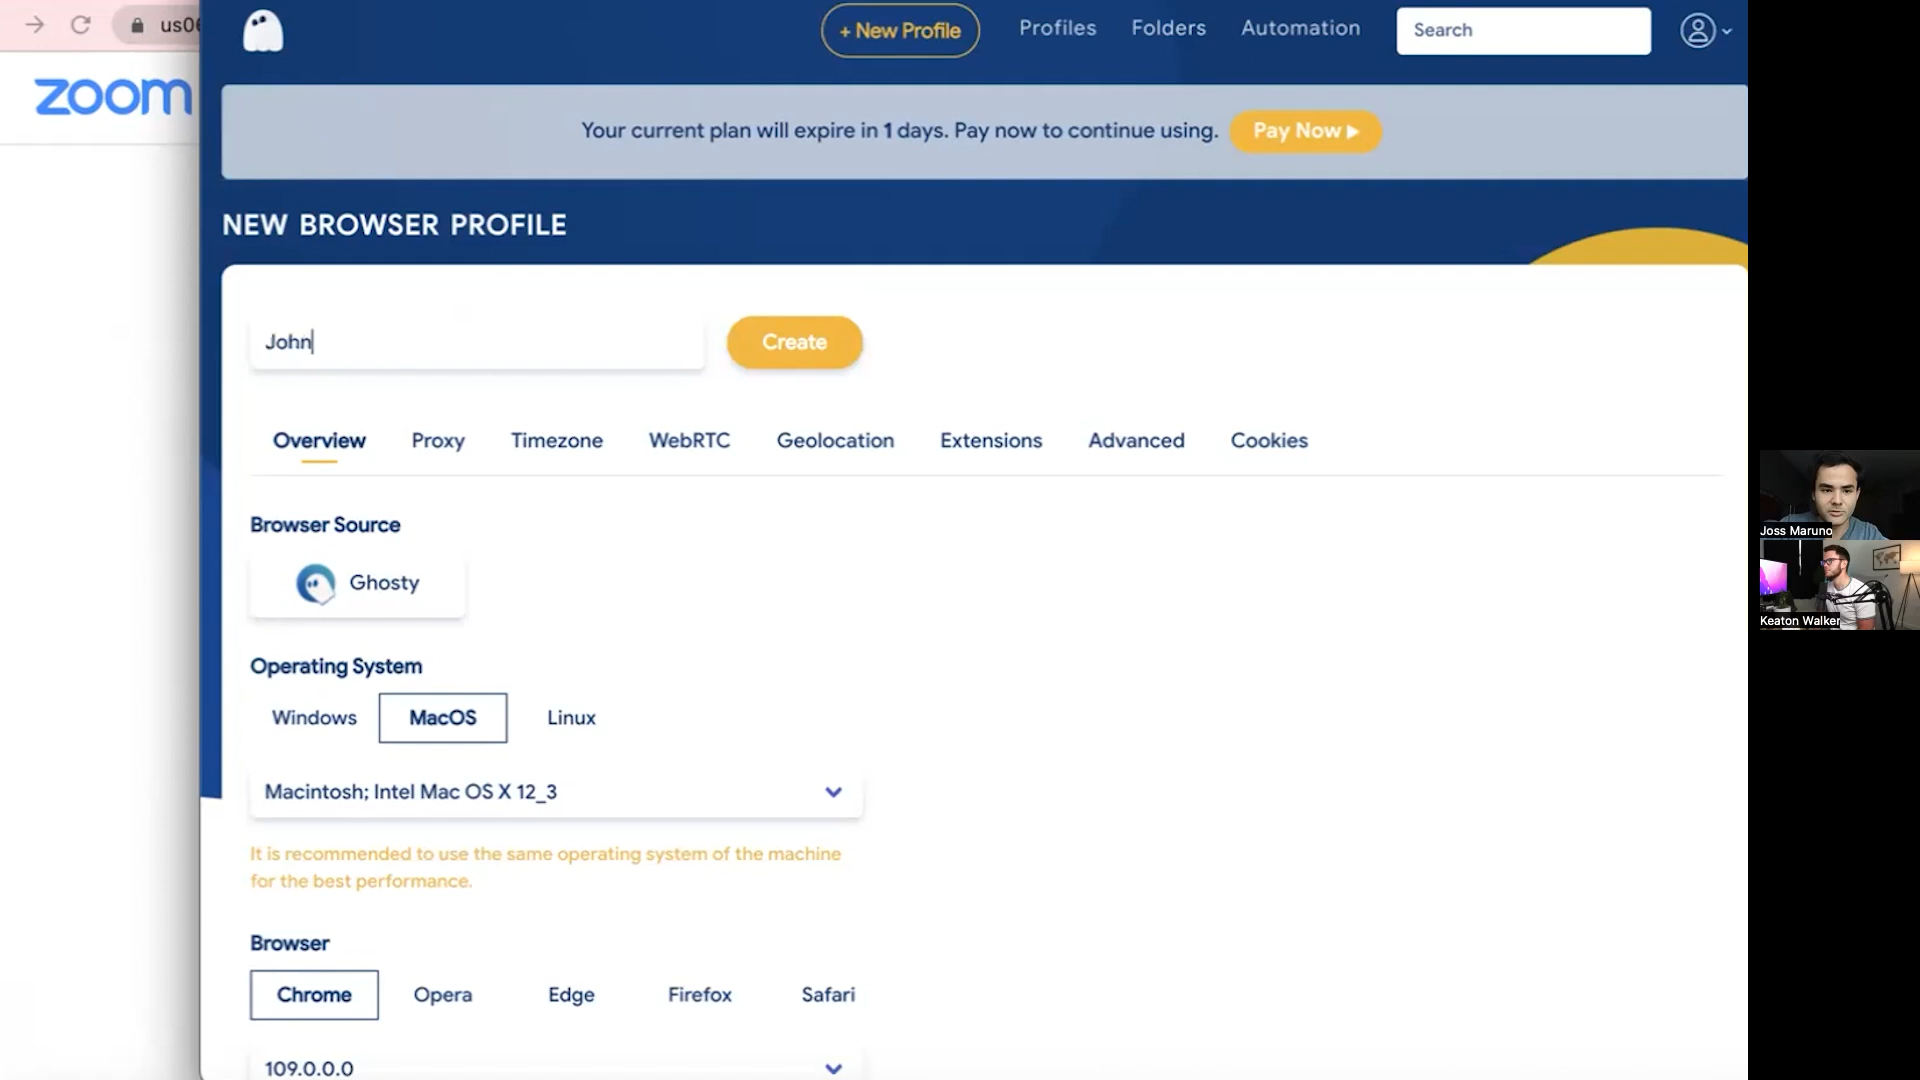 us06
zoom
+ New Profile
Profiles
Folders
Automation
Search
Your current plan will expire in 1 days. Pay now to continue using.
Pay Now
NEW BROWSER PROFILE
John
Create
Overview
Proxy
Timezone
WebRTC
Geolocation
Extensions
Advanced
Cookies
Browser Source
Ghosty
Operating System
Windows
MacOS
Linux
Macintosh; Intel Mac OS X 12_3
It is recommended to use the same operating system of the machine
for the best performance.
Browser
Chrome
Opera
Edge
Firefox
Safari
109.0.0.0
Joss Maruno
Keaton Walker